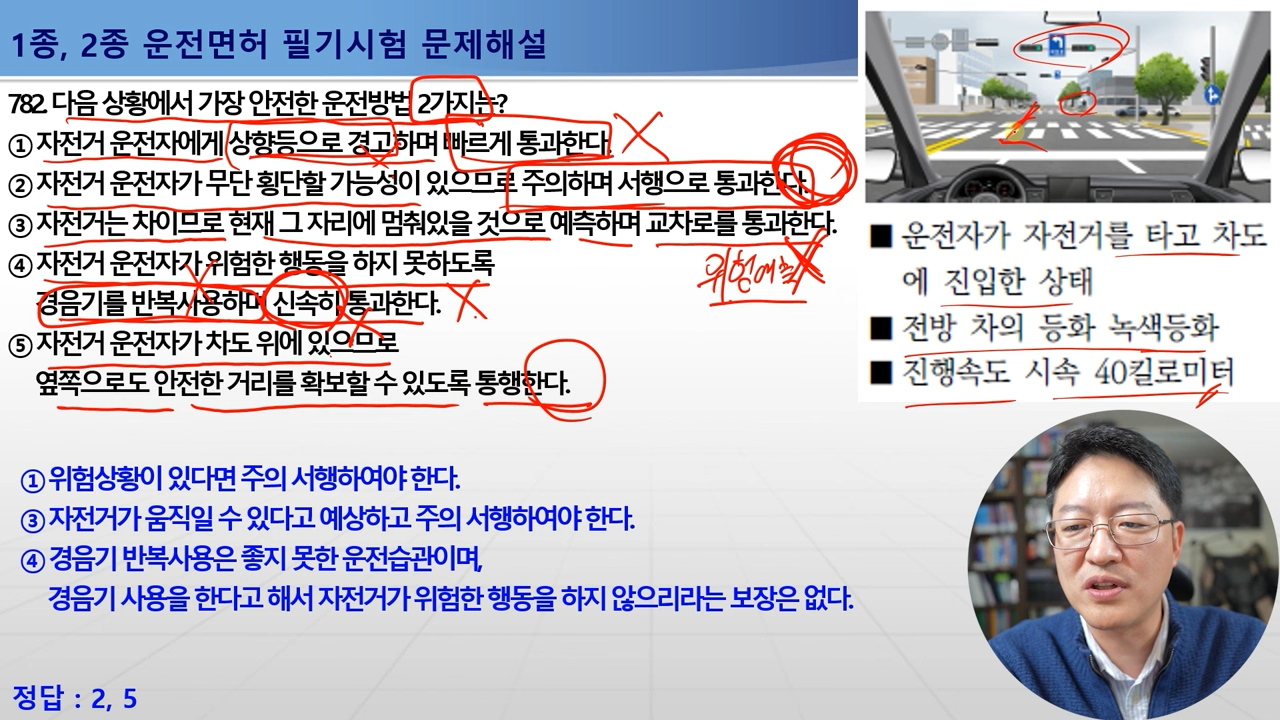 1종, 2종 운전면허 필기시험 문제해설
782. 다음 상황에서 가장 안전한 운전방법 2가지는?
① 자전거 운전자에게 상향등으로 경고하며 빠르게 통과한다.
② 자전거 운전자가 무단 횡단할 가능성이 있으므로 주의하며 서행으로 통과한다.
③ 자전거는 차이므로 현재 그 자리에 멈춰있을 것으로 예측하며 교차로를 통과한다.
④ 자전거 운전자가 위험한 행동을 하지 못하도록
경음기를 반복사용하며 신속히 통과한다.
위험예측
⑤ 자전거 운전자가 차도 위에 있으므로
옆쪽으로도 안전한 거리를 확보할 수 있도록 통행한다.
■ 운전자가 자전거를 타고 차도
에 진입한 상태
■ 전방 차의 등화 녹색등화
■ 진행속도 시속 40킬로미터
① 위험상황이 있다면 주의 서행하여야 한다.
③ 자전거가 움직일 수 있다고 예상하고 주의 서행하여야 한다.
④ 경음기 반복사용은 좋지 못한 운전습관이며,
경음기 사용을 한다고 해서 자전거가 위험한 행동을 하지 않으리라는 보장은 없다.
정답 : 2, 5